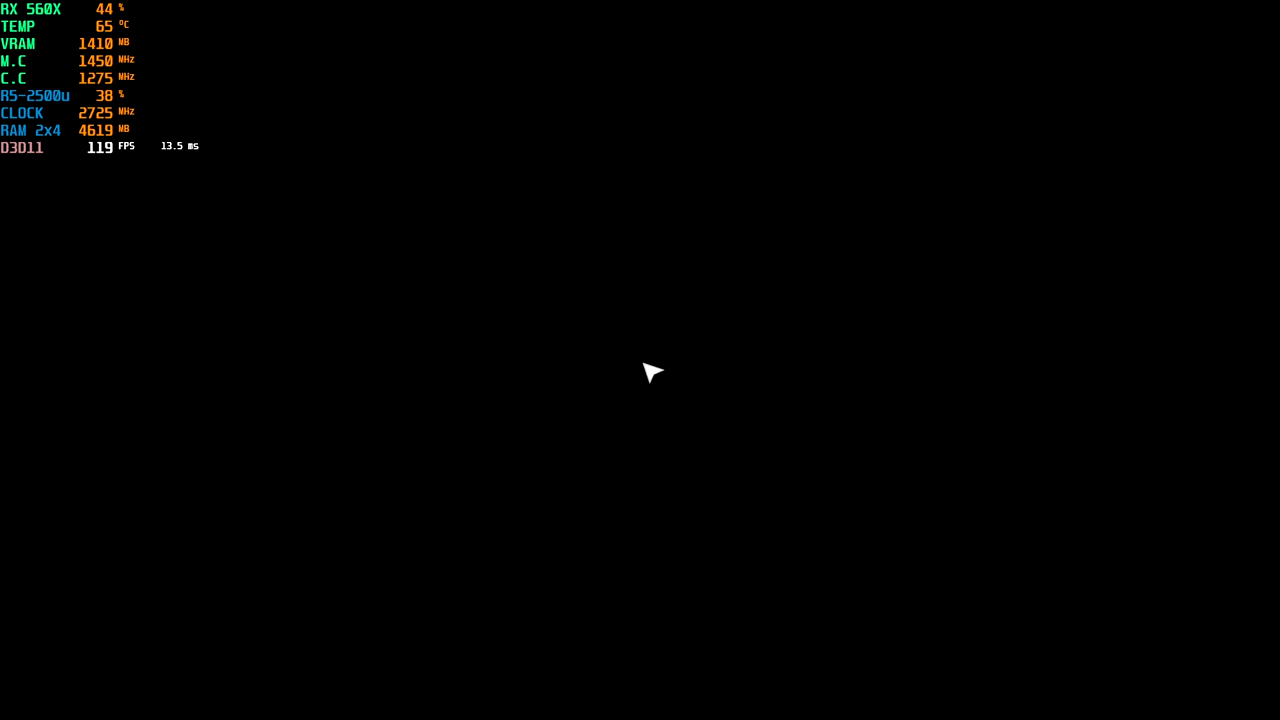 RX 560X 44 %
TEMP 65 °C
VRAM 1410 MB
M.C 1450 MHz
C.C 1275 MHz
R5-2500u 38 %
CLOCK 2725 MHz
RAM 2x4 4619 MB
D3D11 119 FPS 13.5 ms